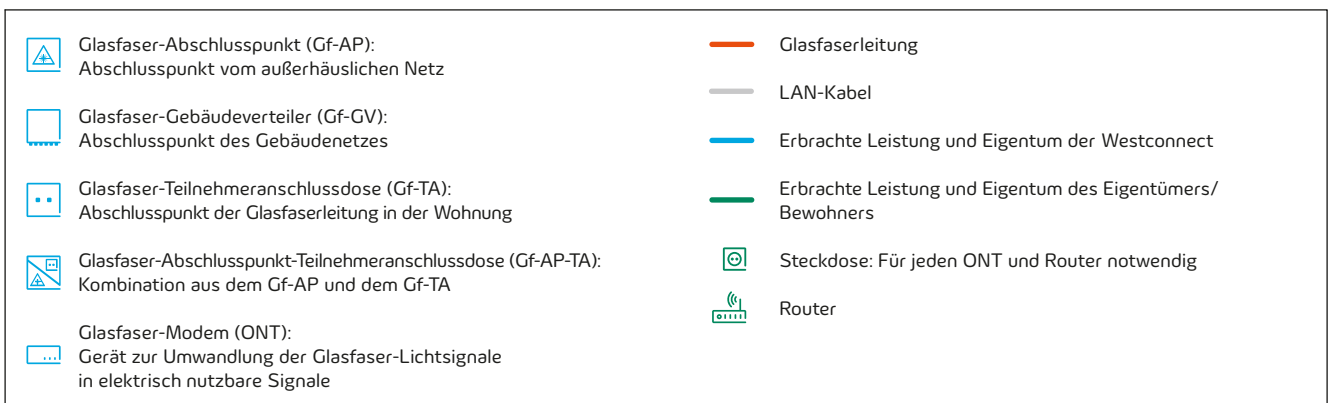 Glasfaser-Abschlusspunkt (Gf-AP):
Abschlusspunkt vom außerhäuslichen Netz
Glasfaser-Gebäudeverteiler (Gf-GV):
Abschlusspunkt des Gebäudenetzes
Glasfaser-Teilnehmeranschlussdose (Gf-TA):
Abschlusspunkt der Glasfaserleitung in der Wohnung
Glasfaser-Abschlusspunkt-Teilnehmeranschlussdose (Gf-AP-TA):
Kombination aus dem Gf-AP und dem Gf-TA
Glasfaser-Modem (ONT):
Gerät zur Umwandlung der Glasfaser-Lichtsignale
in elektrisch nutzbare Signale
Glasfaserleitung
LAN-Kabel
Erbrachte Leistung und Eigentum der Westconnect
Erbrachte Leistung und Eigentum des Eigentümers/
Bewohners
Steckdose: Für jeden ONT und Router notwendig
Router